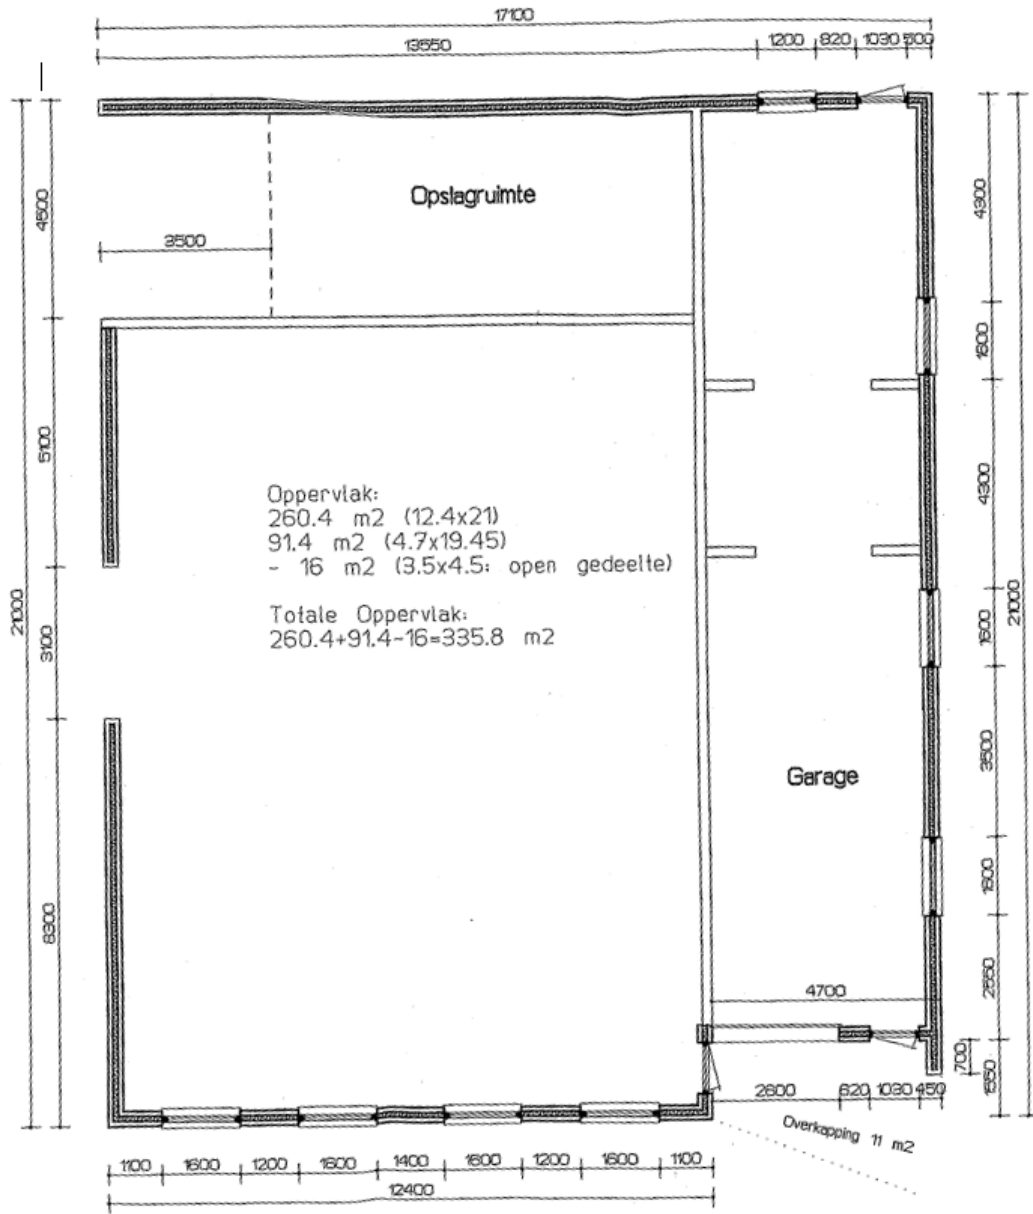 17100
13550 1200 820 1030 500
4500
Opslagruimte
4300
3500
1600
5100
Oppervlak:
260.4 m2 (12.4x21)
91.4 m2 (4.7x19.45)
- 16 m2 (3.5x4.5: open gedeelte)
4300
Totale Oppervlak:
260.4+91.4-16=335.8 m2
21000
3100
1600
21000
3500
Garage
1600
8300
2550
4700
700
1550
2600 620 1030 450
Overkapping 11 m2
1100 1600 1200 1600 1400 1600 1200 1600 1100
12400